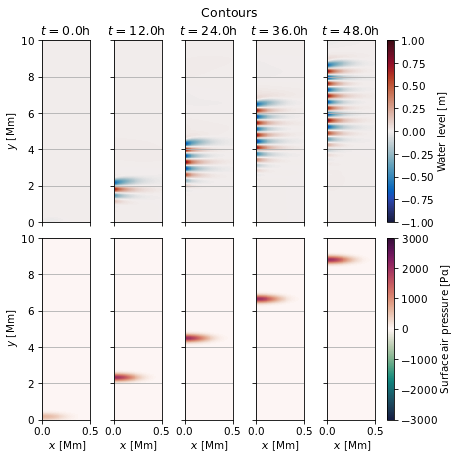 Contours
t = 0.0h
t = 12.0h
t = 24.0h
t = 36.0h
t = 48.0h
10
8
6
4
2
0
y [Mm]
1.00
0.75
0.50
0.25
0.00
−0.25
−0.50
−0.75
−1.00
Water level [m]
10
8
6
4
2
0
y [Mm]
0.0 0.5
0.0 0.5
0.0 0.5
0.0 0.5
0.0 0.5
x [Mm]
x [Mm]
x [Mm]
x [Mm]
x [Mm]
3000
2000
1000
0
−1000
−2000
−3000
Surface air pressure [Pa]